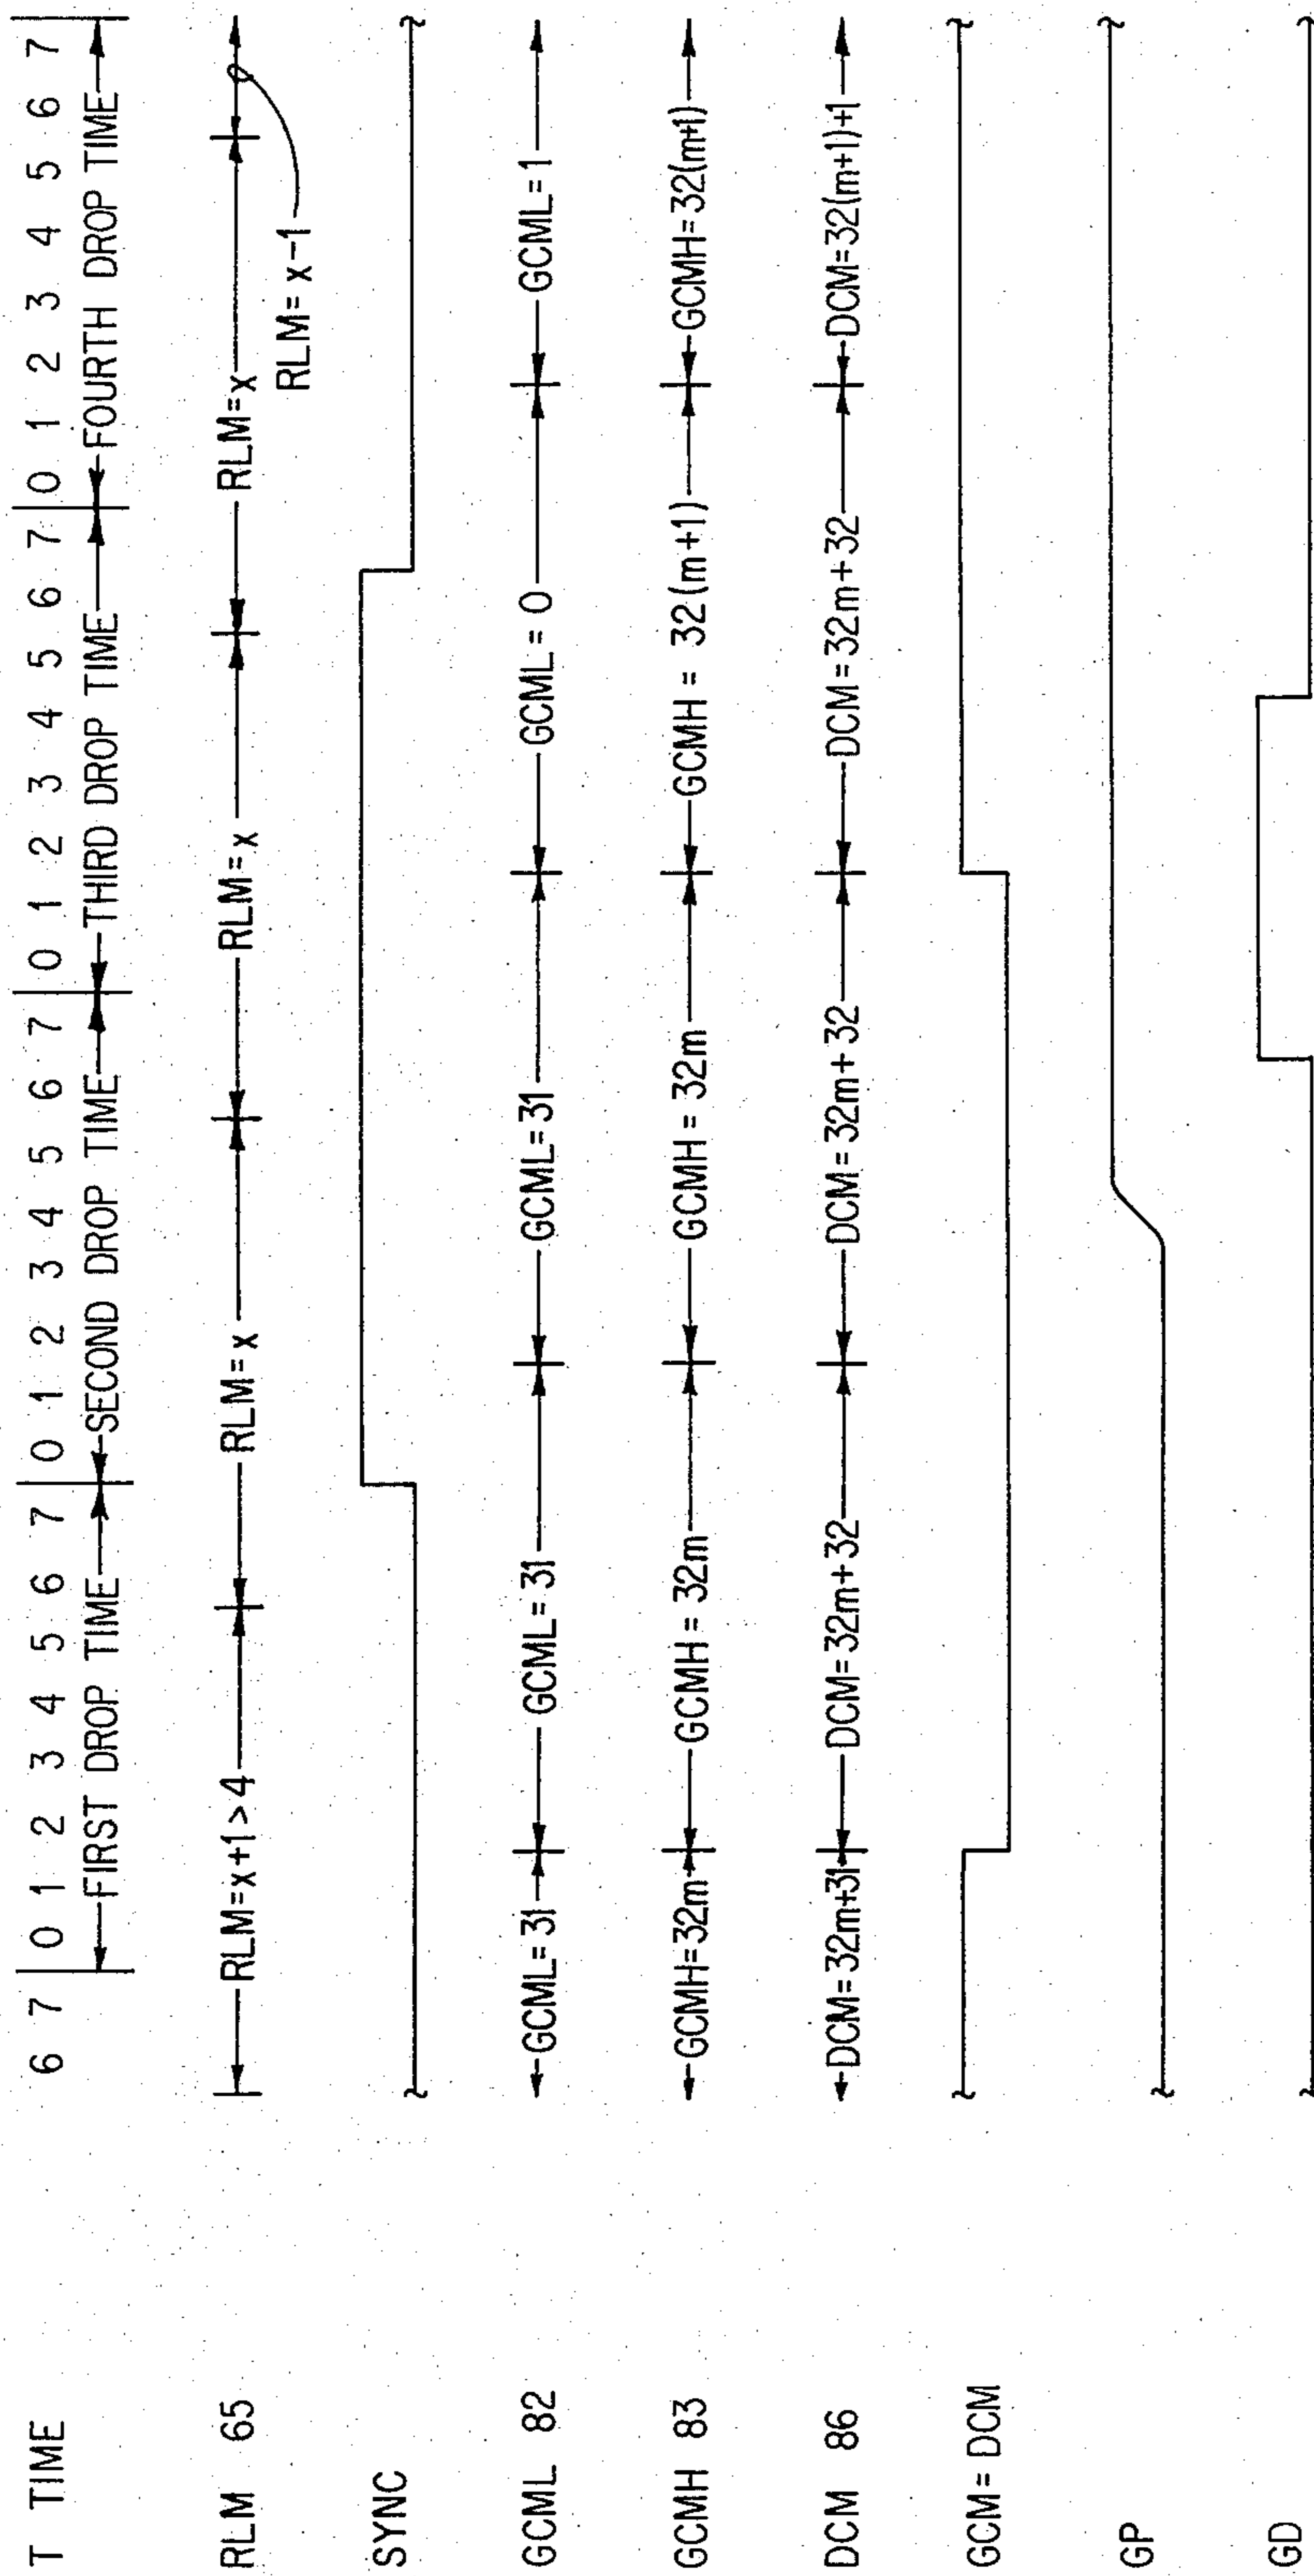 T TIME 6 7 0 1 2 3 4 5 6 7 0 1 2 3 4 5 6 7 0 1 2 3 4 5 6 7 0 1 2 3 4 5 6 7
FIRST DROP TIME SECOND DROP TIME THIRD DROP TIME FOURTH DROP TIME
RLM 65 RLM=x+1>4 RLM=x RLM=x RLM=x
RLM=x-1
SYNC
GCML 82 GCML=31 GCML=31 GCML=31 GCML=0 GCML=1
GCMH 83 GCMH=32m GCMH=32m GCMH=32m GCMH=32(m+1) GCMH=32(m+1)
DCM 86 DCM=32m+31 DCM=32m+32 DCM=32m+32 DCM=32m+32 DCM=32(m+1)+1
GCM=DCM
GP
GD